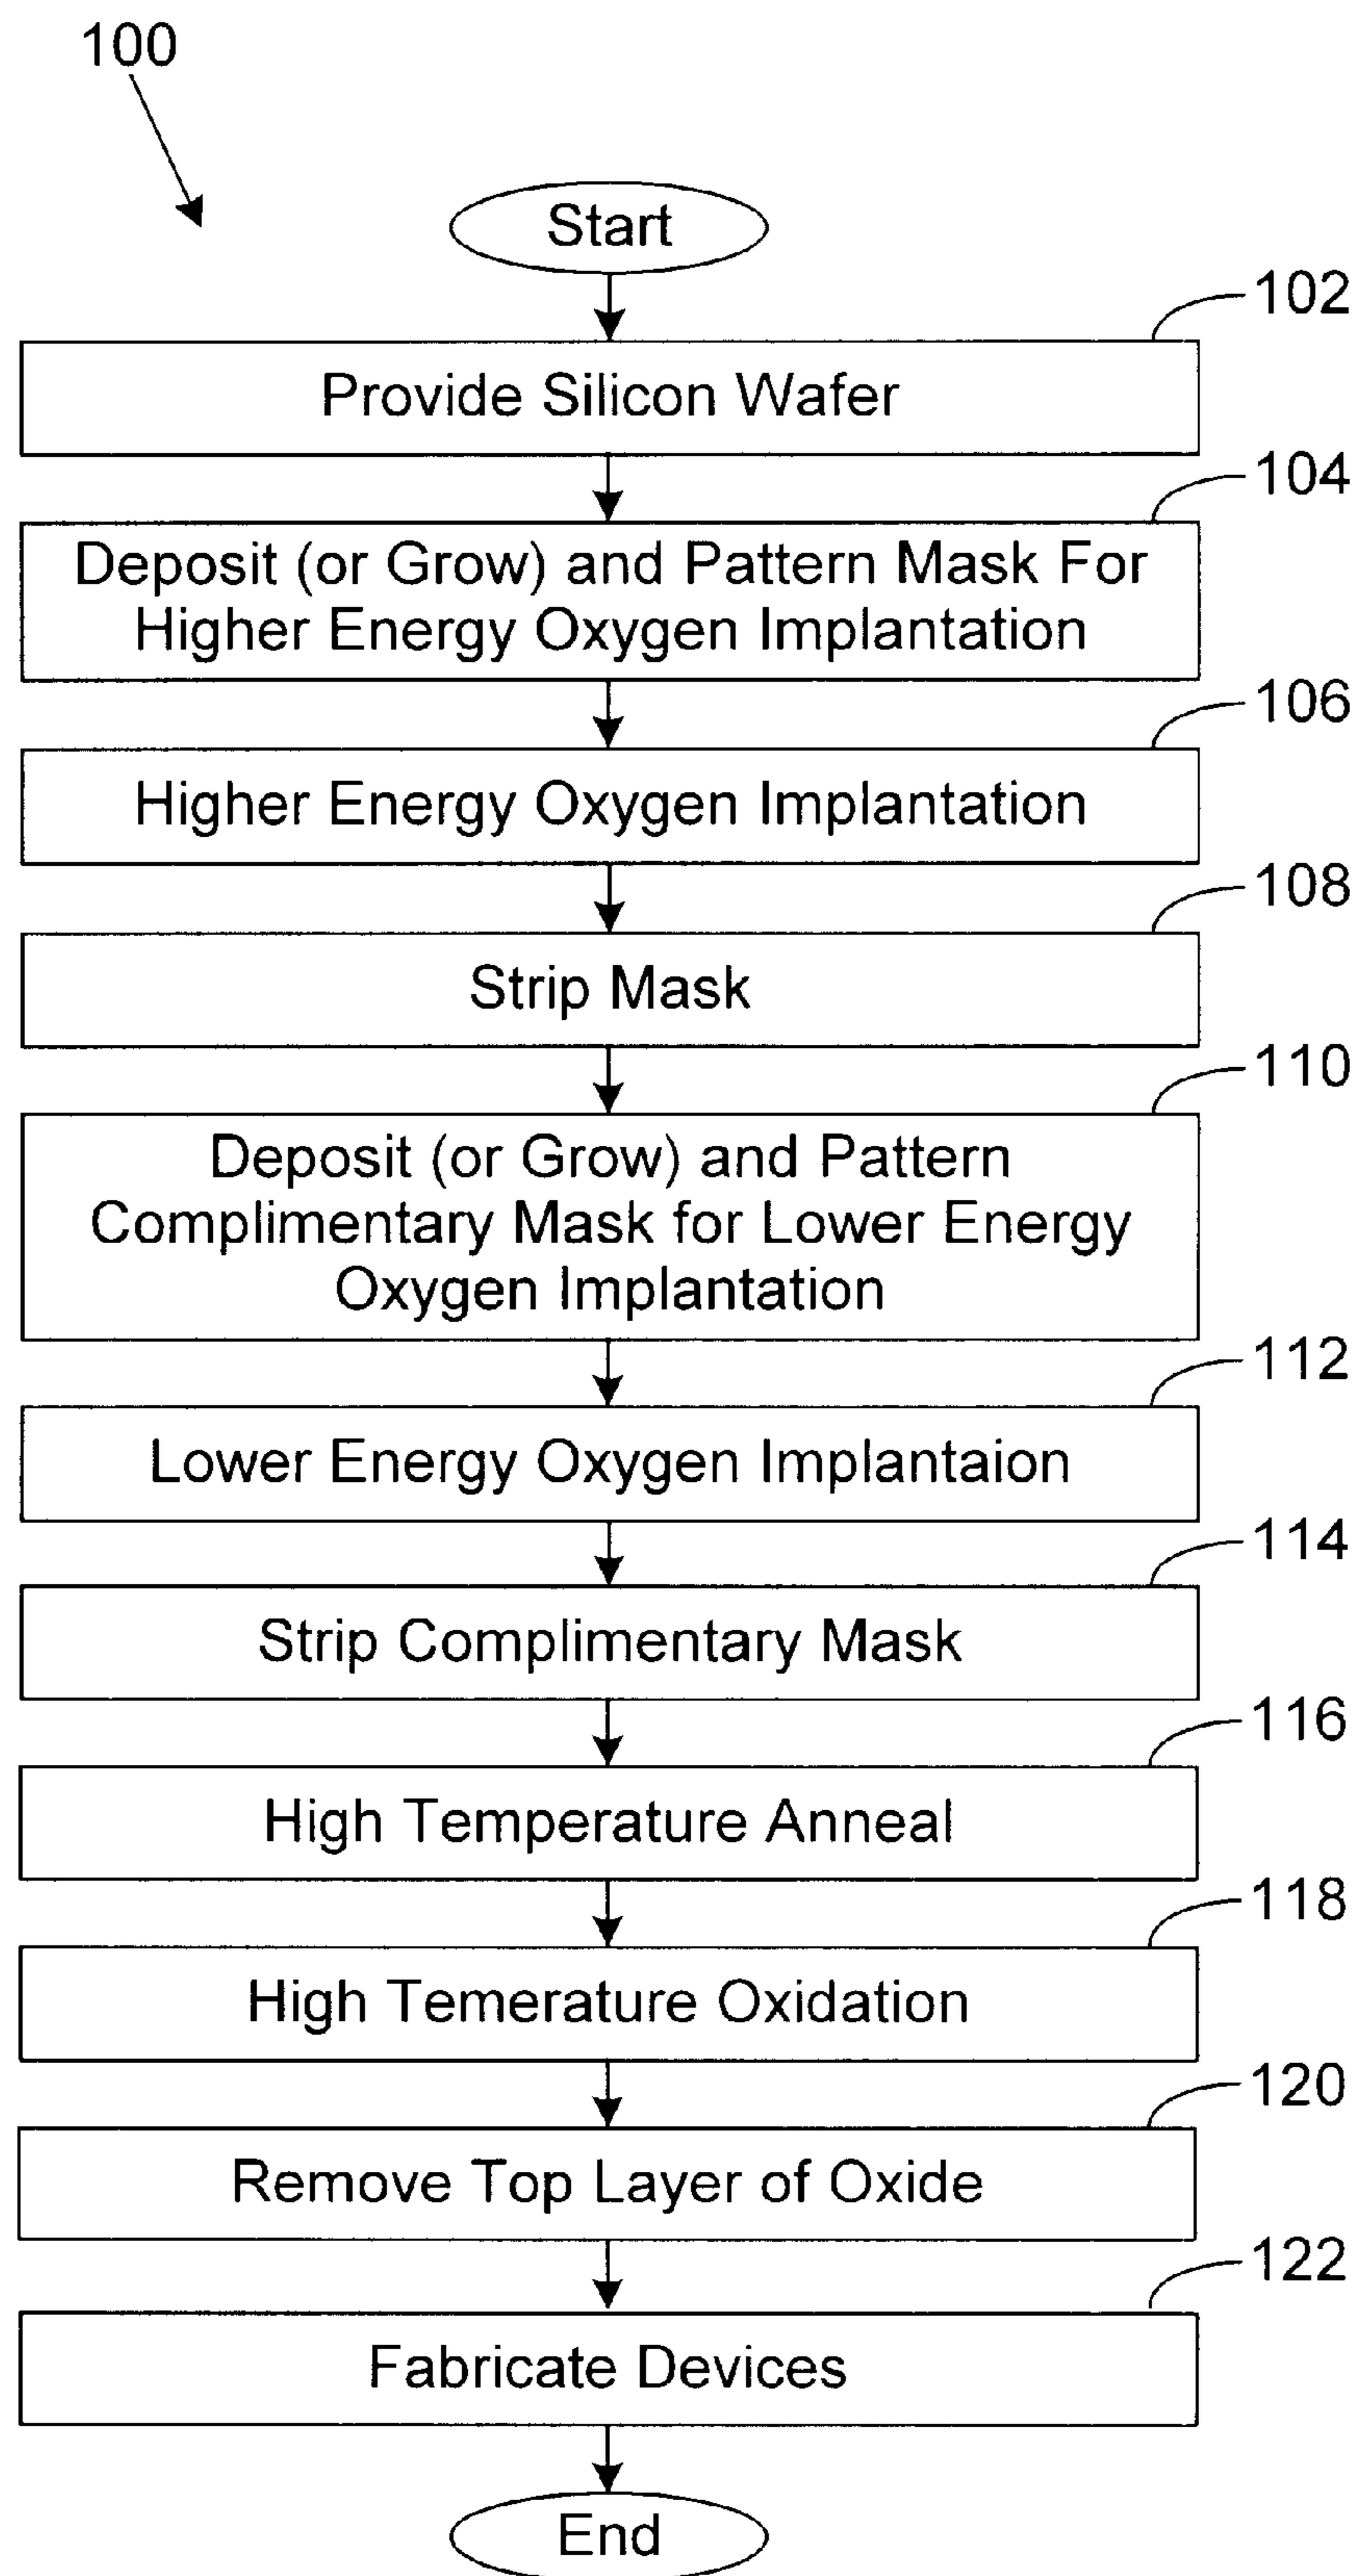 100
Start
102
Provide Silicon Wafer
104
Deposit (or Grow) and Pattern Mask For
Higher Energy Oxygen Implantation
106
Higher Energy Oxygen Implantation
108
Strip Mask
110
Deposit (or Grow) and Pattern
Complimentary Mask for Lower Energy
Oxygen Implantation
112
Lower Energy Oxygen Implantaion
114
Strip Complimentary Mask
116
High Temperature Anneal
118
High Temerature Oxidation
120
Remove Top Layer of Oxide
122
Fabricate Devices
End